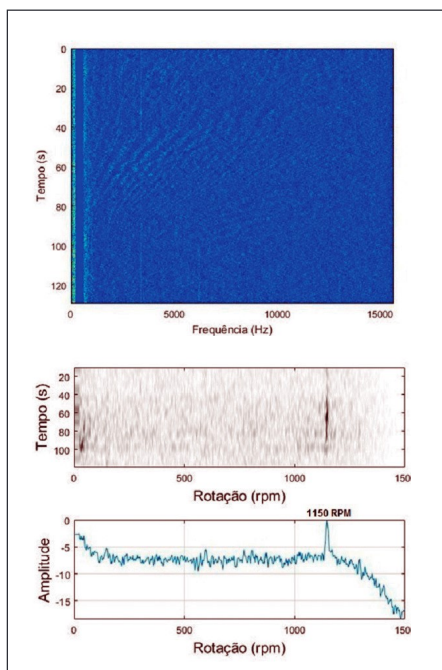 0
20
40
60
80
100
120
Tempo (s)
0 5000 10000 15000
Frequência (Hz)
20
40
60
80
100
Tempo (s)
0 500 1000 150
Rotação (rpm)
1150 RPM
0
-5
-10
-15
Amplitude
0 500 1000 150
Rotação (rpm)